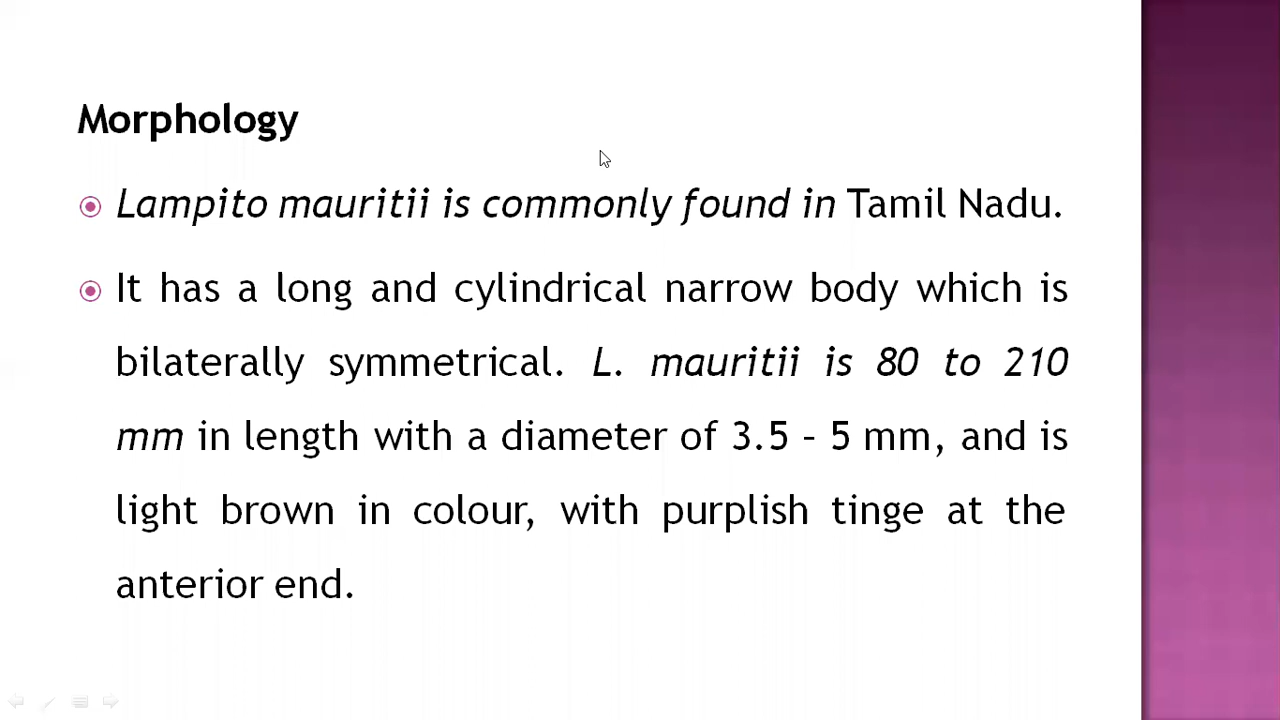 Morphology
Lampito mauritii is commonly found in Tamil Nadu.
It has a long and cylindrical narrow body which is
bilaterally symmetrical. L. mauritii is 80 to 210
mm in length with a diameter of 3.5 – 5 mm, and is
light brown in colour, with purplish tinge at the
anterior end.